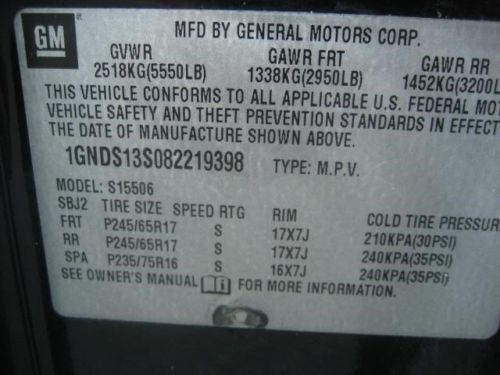 GM
MFD BY GENERAL MOTORS CORP.
GVWR GAWR FRT GAWR RR
2518KG(5550LB) 1338KG(2950LB) 1452KG(3200L
THIS VEHICLE CONFORMS TO ALL APPLICABLE U.S. FEDERAL MOT
VEHICLE SAFETY AND THEFT PREVENTION STANDARDS IN EFFECT
THE DATE OF MANUFACTURE SHOWN ABOVE.
1GNDS13S082219398 TYPE: M.P.V.
MODEL: S15506
SBJ2 TIRE SIZE SPEED RTG RIM COLD TIRE PRESSUR
FRT P245/65R17 S 17X7J 210KPA(30PSI)
RR P245/65R17 S 17X7J 240KPA(35PSI)
SPA P235/75R16 S 16X7J 240KPA(35PSI)
SEE OWNER'S MANUAL FOR MORE INFORMATION.